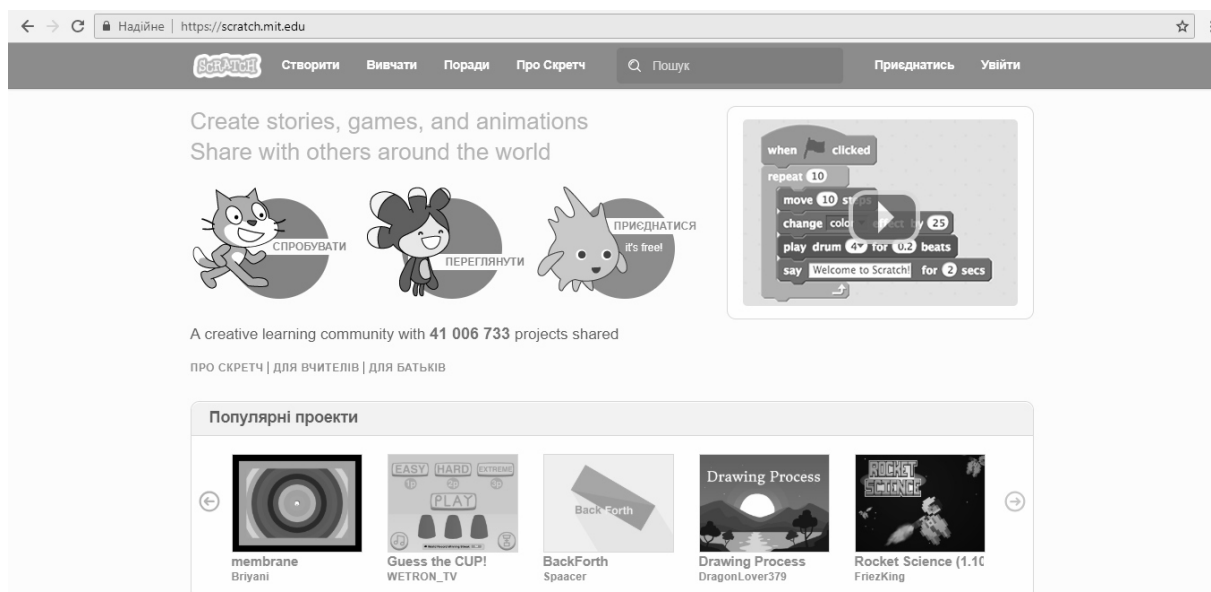 Надійне | https://scratch.mit.edu
SCRATCH Створити Вивчати Поради Про Скретч Пошук Приєднатись Увійти
Create stories, games, and animations
Share with others around the world
СПРОБУВАТИ
ПЕРЕГЛЯНУТИ
ПРИЄДНАТИСЯ
it's free!
when clicked
repeat 10
move 10 steps
change color effect by 25
play drum 4 for 0.2 beats
say Welcome to Scratch! for 2 secs
A creative learning community with 41 006 733 projects shared
ПРО СКРЕТЧ | ДЛЯ ВЧИТЕЛІВ | ДЛЯ БАТЬКІВ
Популярні проекти
EASY HARD EXTREME
1p 2p 3p
PLAY
Back Forth
Drawing Process
ROCKET
SCIENCE
membrane Guess the CUP! BackForth Drawing Process Rocket Science (1.10
Briyani WETRON_TV Spaacer DragonLover379 FriezKing